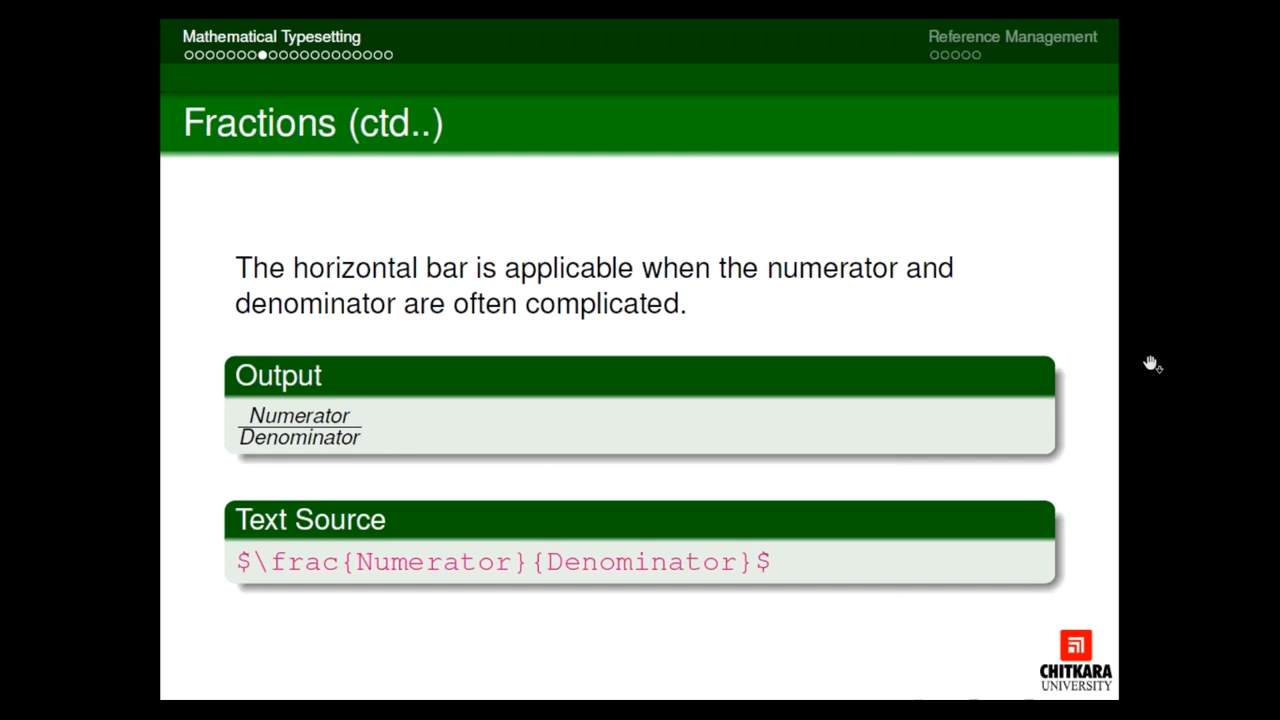 Mathematical Typesetting
Reference Management
Fractions (ctd..)
The horizontal bar is applicable when the numerator and
denominator are often complicated.
Output
Numerator
Denominator
Text Source
$\frac{Numerator}{Denominator}$
CHITKARA
UNIVERSITY